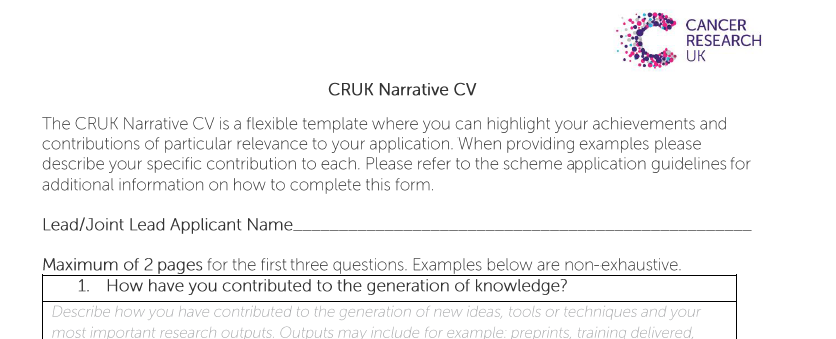 CANCER
RESEARCH
UK
CRUK Narrative CV
The CRUK Narrative CV is a flexible template where you can highlight your achievements and
contributions of particular relevance to your application. When providing examples please
describe your specific contribution to each. Please refer to the scheme application guidelines for
additional information on how to complete this form.
Lead/Joint Lead Applicant Name
Maximum of 2 pages for the first three questions. Examples below are non-exhaustive.
1. How have you contributed to the generation of knowledge?
Describe how you have contributed to the generation of new ideas, tools or techniques and your
most important research outputs. Outputs may include for example: preprints, training delivered,